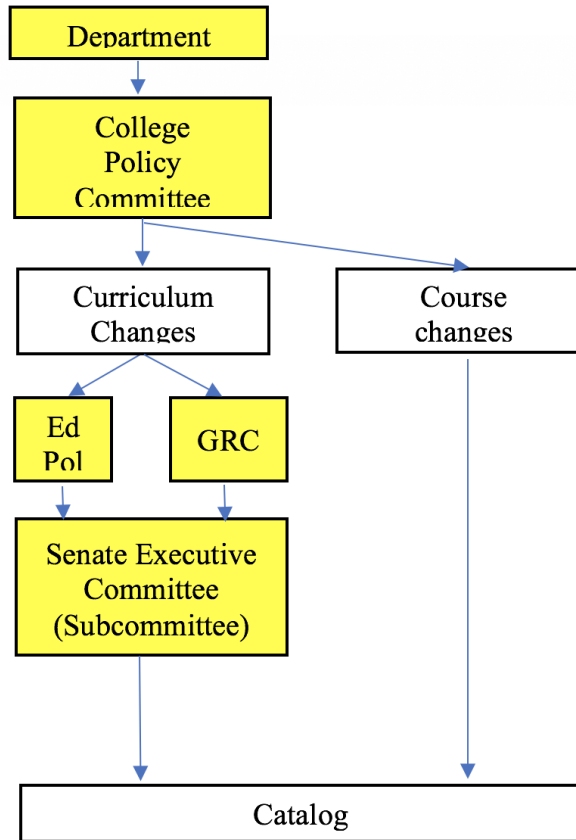 Department
College
Policy
Committee
Curriculum
Changes
Course
changes
Ed
Pol
GRC
Senate Executive
Committee
(Subcommittee)
Catalog